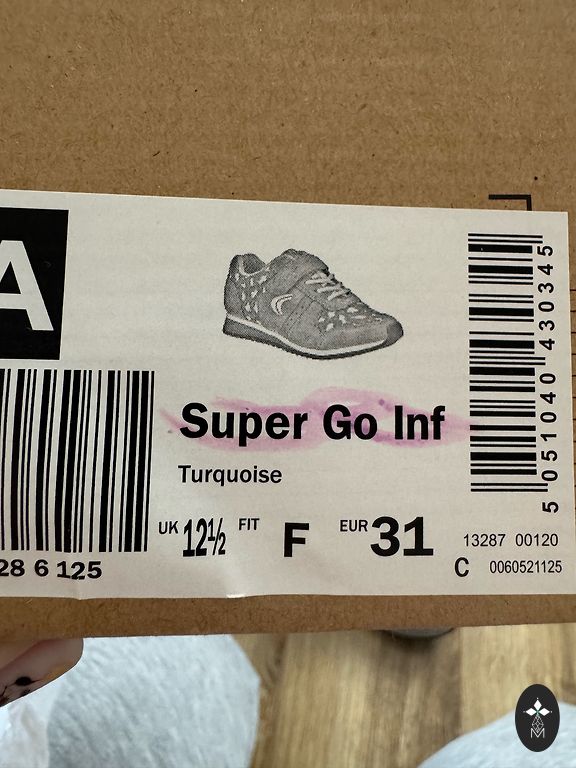 A
Super Go Inf
Turquoise
UK 12½ FIT F EUR 31
28 6 125
5 051040 430345
13287 00120
C 0060521125
M